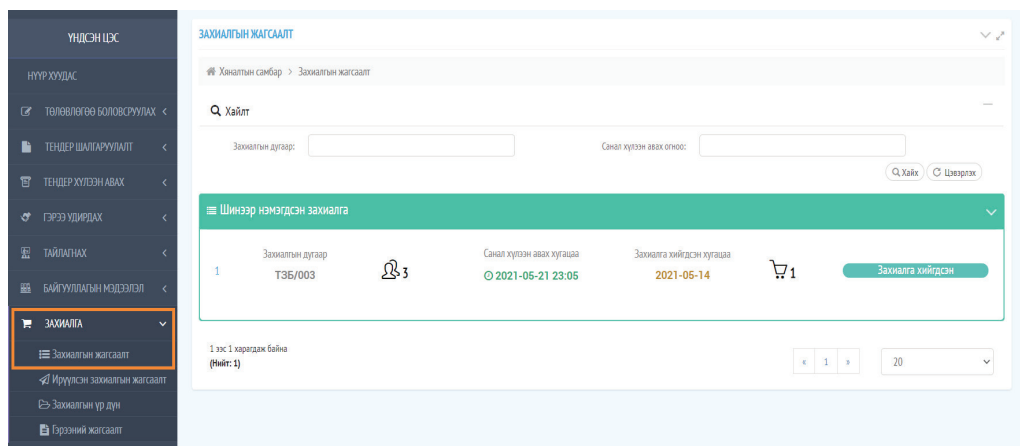 ҮНДСЭН ЦЭС
НҮҮР ХУУДАС
ТӨЛӨВЛӨГӨӨ БОЛОВСРУУЛАХ
ТЕНДЕР ШАЛГАРУУЛАЛТ
ТЕНДЕР ХҮЛЭЭН АВАХ
ГЭРЭЭ УДИРДАХ
ТАЙЛАГНАХ
БАЙГУУЛЛАГЫН МЭДЭЭЛЭЛ
ЗАХИАЛГА
Захиалгын жагсаалт
Ирүүлсэн захиалгын жагсаалт
Захиалгын үр дүн
Гэрээний жагсаалт
ЗАХИАЛГЫН ЖАГСААЛТ
Хяналтын самбар > Захиалгын жагсаалт
Хайлт
Захиалгын дугаар: Санал хүлээн авах огноо:
Хайх Цэвэрлэх
Шинээр нэмэгдсэн захиалга
Захиалгын дугаар Санал хүлээн авах хугацаа Захиалга хийгдсэн хугацаа
1 ТЗБ/003 3 2021-05-21 23:05 2021-05-14 1 Захиалга хийгдсэн
1 ээс 1 харагдаж байна
(Нийт: 1)
« 1 » 20